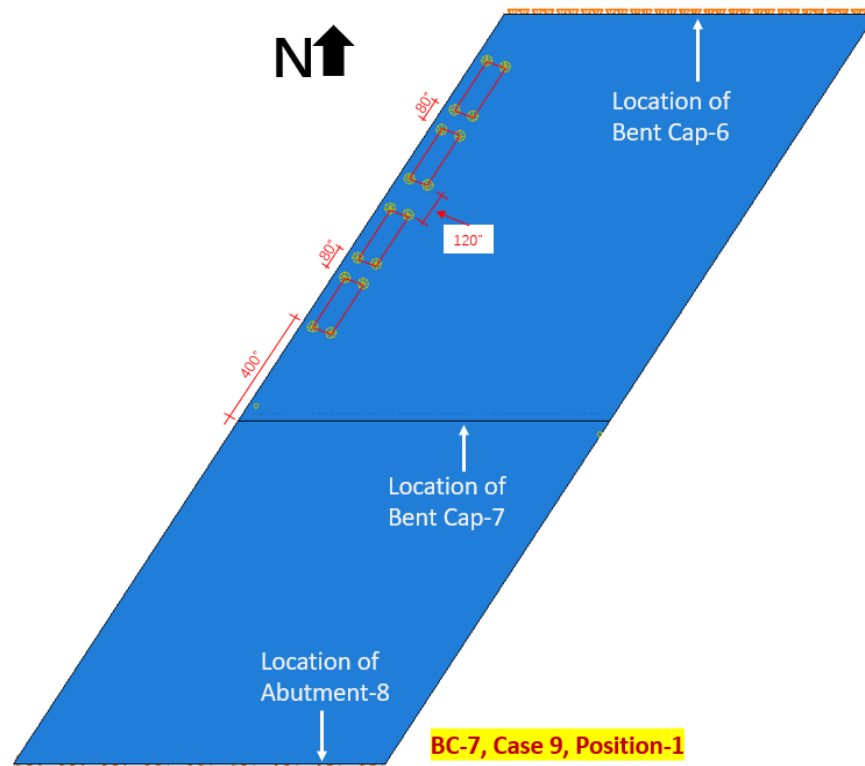 N
Location of
Bent Cap-6
80"
120"
80"
400"
Location of
Bent Cap-7
Location of
Abutment-8
BC-7, Case 9, Position-1